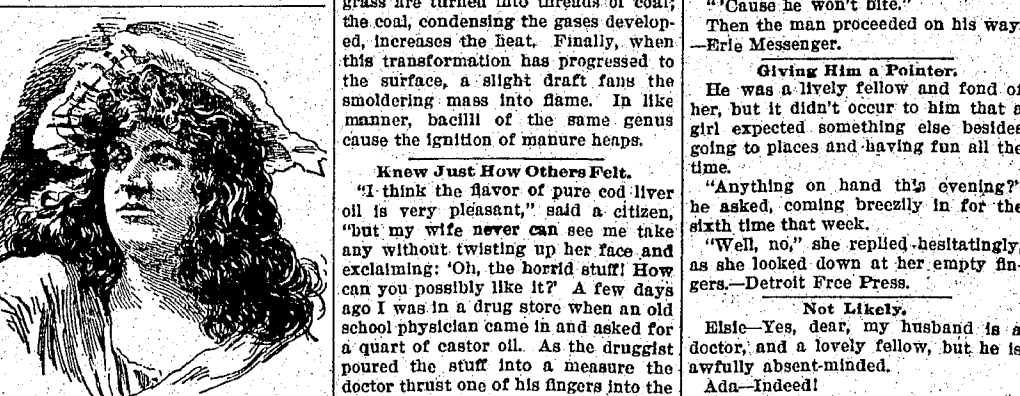 grass are turned into threads of coal;
the coal, condensing the gases develop-
ed, increases the heat. Finally, when
this transformation has progressed to
the surface, a slight draft fans the
smoldering mass into flame. In like
manner, bacilli of the same genus
cause the ignition of manure heaps.
Knew Just How Others Felt.
"I think the flavor of pure cod liver
oil is very pleasant," said a citizen,
"but my wife never can see me take
any without twisting up her face and
exclaiming: 'Oh, the horrid stuff! How
can you possibly like it?' A few days
ago I was in a drug store when an old
school physician came in and asked for
a quart of castor oil. As the druggist
poured the stuff into a measure the
doctor thrust one of his fingers into the
"'Cause he won't bite."
Then the man proceeded on his way.
—Erie Messenger.
Giving Him a Pointer.
He was a lively fellow and fond of
her, but it didn't occur to him that a
girl expected something else besides
going to places and having fun all the
time.
"Anything on hand this evening?"
he asked, coming breezily in for the
sixth time that week.
"Well, no," she replied hesitatingly,
as she looked down at her empty fin-
gers.—Detroit Free Press.
Not Likely.
Elsie—Yes, dear, my husband is a
doctor, and a lovely fellow, but he is
awfully absent-minded.
Ada—Indeed!